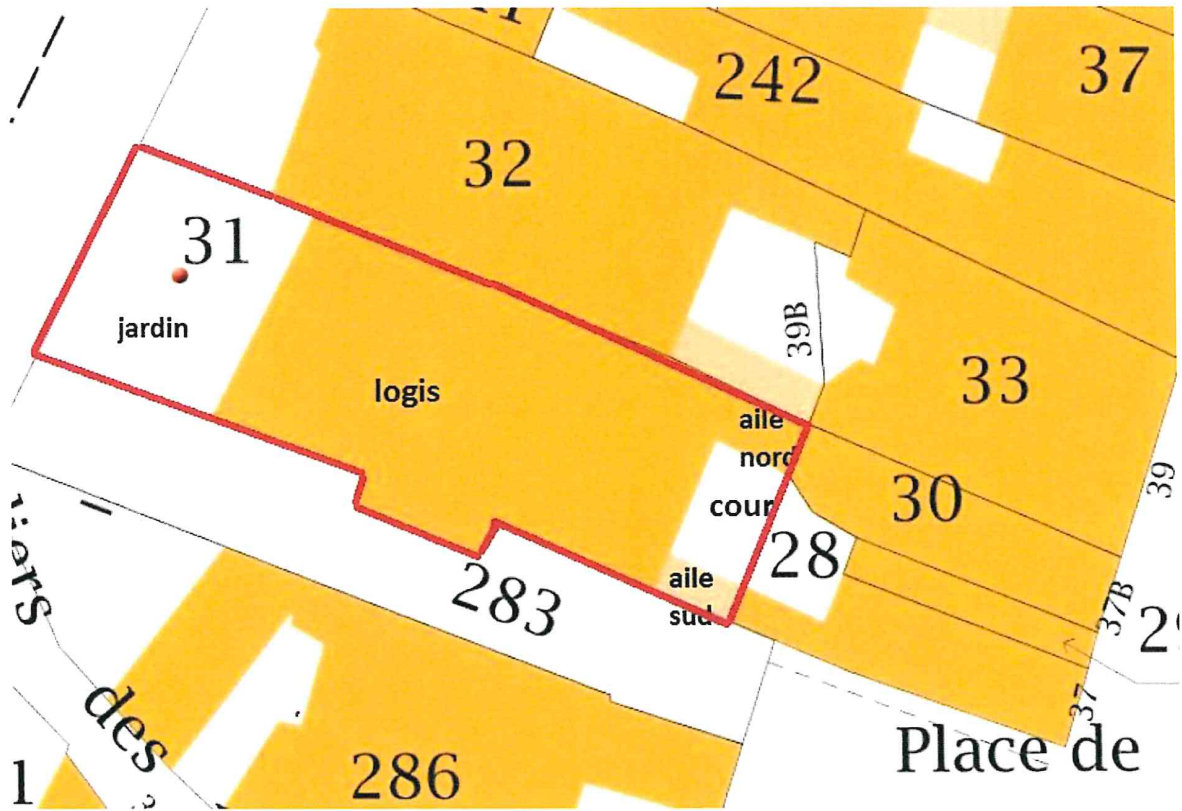 242
37
32
31
39B
jardin
33
logis
aile
nord
39
30
cour
28
aile
sud
283
37B
des
37
Place de
286